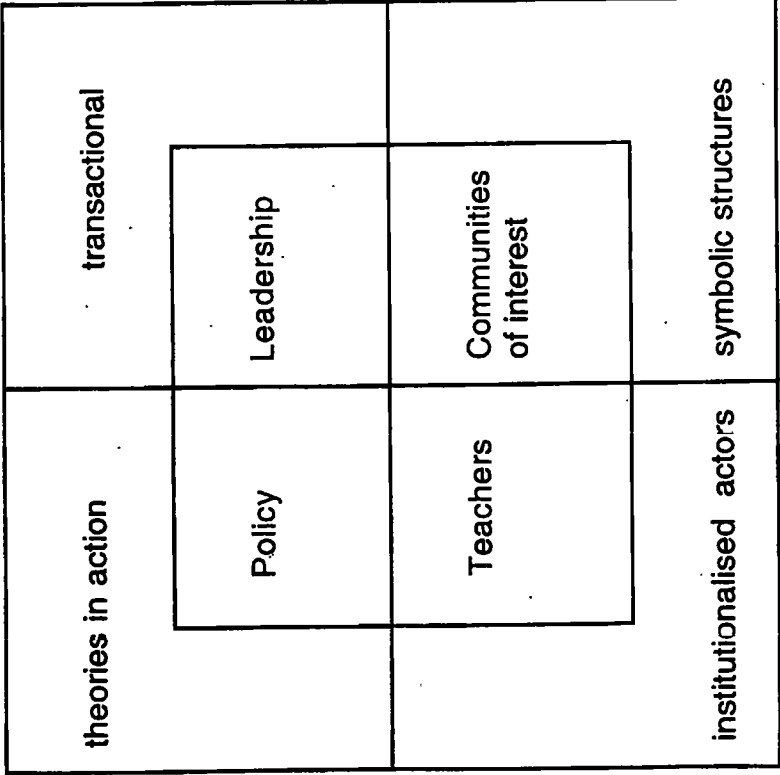 theories in action
transactional
Policy
Leadership
Teachers
Communities
of interest
institutionalised actors
symbolic structures